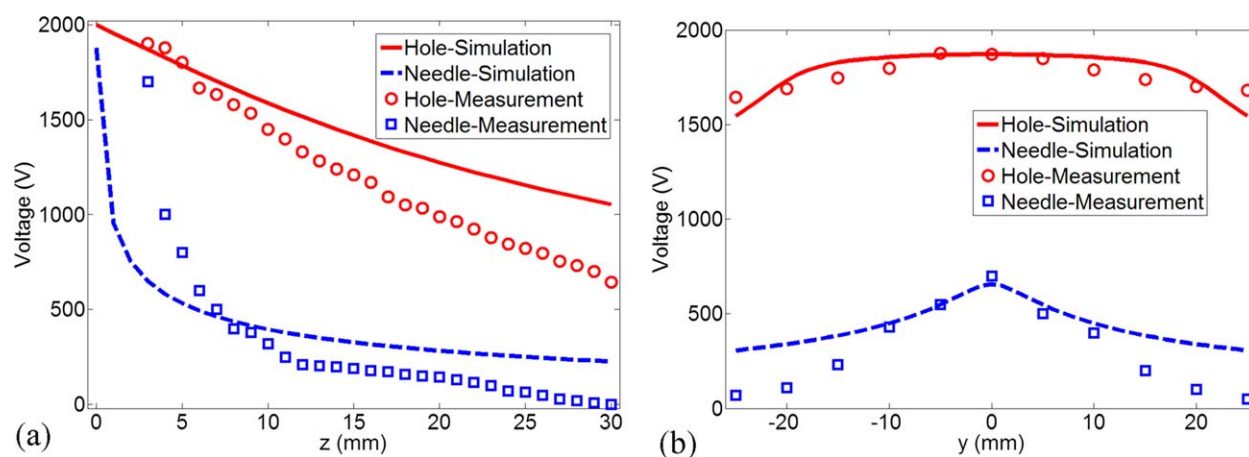 2000
1500
1000
500
0
Voltage (V)
0 5 10 15 20 25 30
z (mm)
Hole-Simulation
Needle-Simulation
Hole-Measurement
Needle-Measurement
(a)
2000
1500
1000
500
0
Voltage (V)
-20 -10 0 10 20
y (mm)
Hole-Simulation
Needle-Simulation
Hole-Measurement
Needle-Measurement
(b)